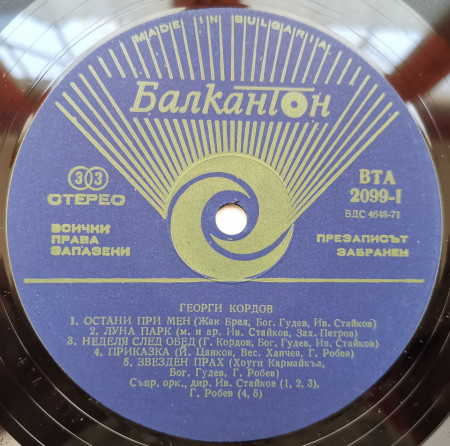 MADE IN BULGARIA
Балкантон
33
СТЕРЕО
ВСИЧКИ
ПРАВА
ЗАПАЗЕНИ
ВТА
2099-I
БДС 4648-71
ПРЕЗАПИСЪТ
ЗАБРАНЕН
ГЕОРГИ КОРДОВ
1. ОСТАНИ ПРИ МЕН (Жак Брел, Бог. Гудев, Ив. Стайков)
2. ЛУНА ПАРК (м. и ар. Ив. Стайков, Зах. Петров)
3. НЕДЕЛЯ СЛЕД ОБЕД (Г. Кордов, Бог. Гудев, Ив. Стайков)
4. ПРИКАЗКА (Й. Цанков, Вес. Ханчев, Г. Робев)
5. ЗВЕЗДЕН ПРАХ (Хоуги Кармайкъл,
Бог. Гудев, Г. Робев)
Съпр. орк., дир. Ив. Стайков (1, 2, 3),
Г. Робев (4, 5)